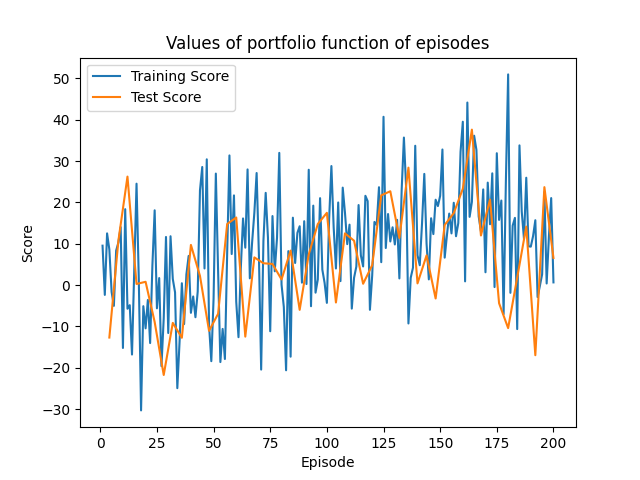 Values of portfolio function of episodes
Training Score
Test Score
50
40
30
20
10
0
−10
−20
−30
Score
0 25 50 75 100 125 150 175 200
Episode